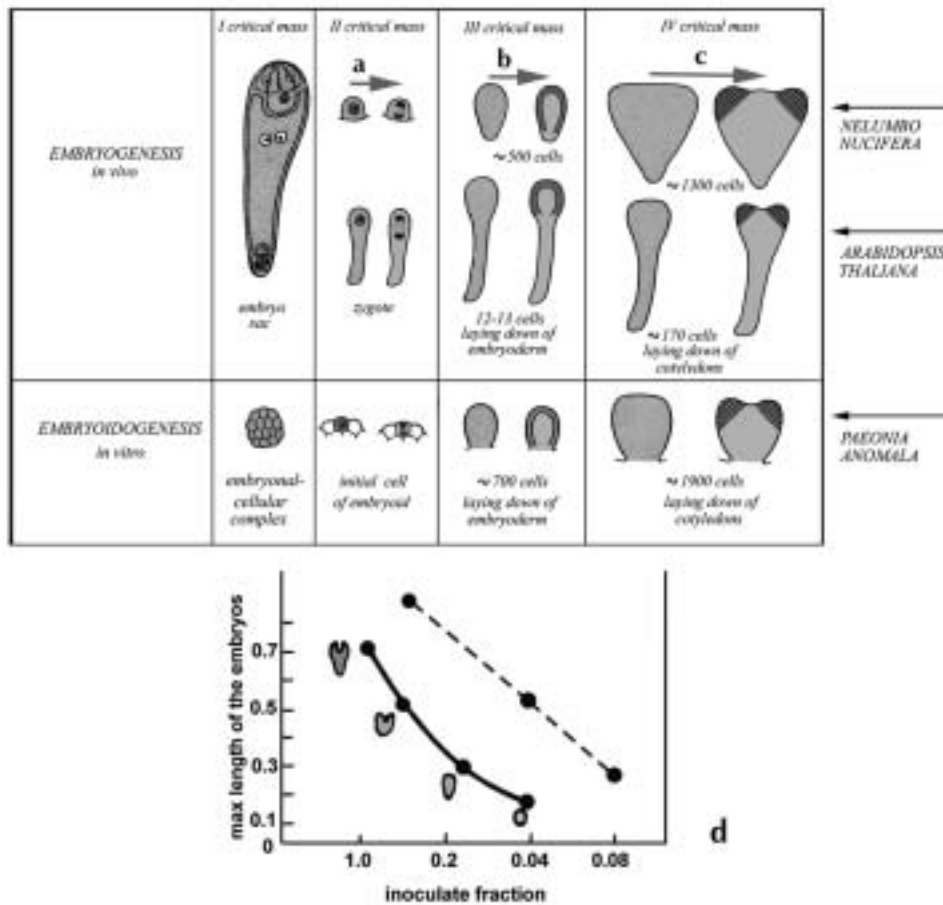 I critical mass
II critical mass
III critical mass
IV critical mass
a
b
c
EMBRYOGENESIS
in vivo
embryo
sac
zygote
~ 500 cells
12-13 cells
laying down of
embryoderm
~ 1300 cells
~ 170 cells
laying down of
cotyledons
NELUMBO
NUCIFERA
ARABIDOPSIS
THALIANA
EMBRYOIDOGENESIS
in vitro
embryonal-
cellular
complex
initial cell
of embryoid
~ 700 cells
laying down of
embryoderm
~ 1900 cells
laying down of
cotyledons
PAEONIA
ANOMALA
max length of the embryos
0.7
0.5
0.3
0.1
0
1.0
0.2
0.04
0.08
inoculate fraction
d